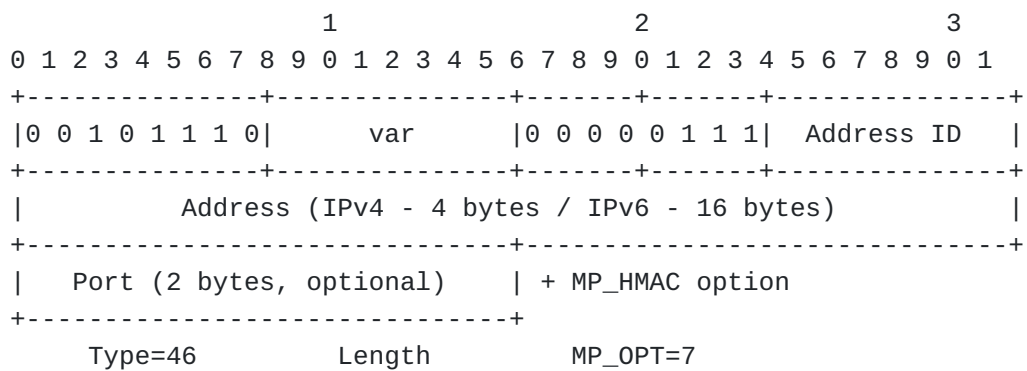 1                   2                   3
0 1 2 3 4 5 6 7 8 9 0 1 2 3 4 5 6 7 8 9 0 1 2 3 4 5 6 7 8 9 0 1
+---------------+---------------+-------+-------+---------------+
|0 0 1 0 1 1 1 0|      var      |0 0 0 0 0 1 1 1|  Address ID   |
+---------------+---------------+-------+-------+---------------+
|          Address (IPv4 - 4 bytes / IPv6 - 16 bytes)           |
+-------------------------------+-------------------------------+
|   Port (2 bytes, optional)    | + MP_HMAC option
+-------------------------------+
     Type=46         Length         MP_OPT=7